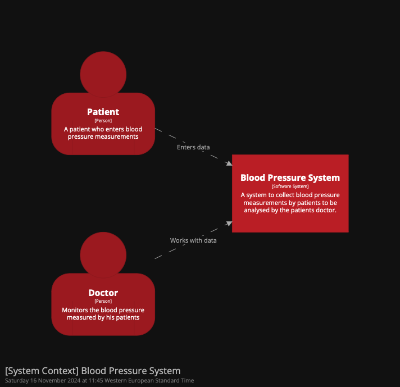 Patient
[Person]
A patient who enters blood
pressure measurements
Enters data
Blood Pressure System
[Software System]
A system to collect blood pressure
measurements by patients to be
analysed by the patients doctor.
Works with data
Doctor
[Person]
Monitors the blood pressure
measured by his patients
[System Context] Blood Pressure System
Saturday 16 November 2024 at 11:45 Western European Standard Time